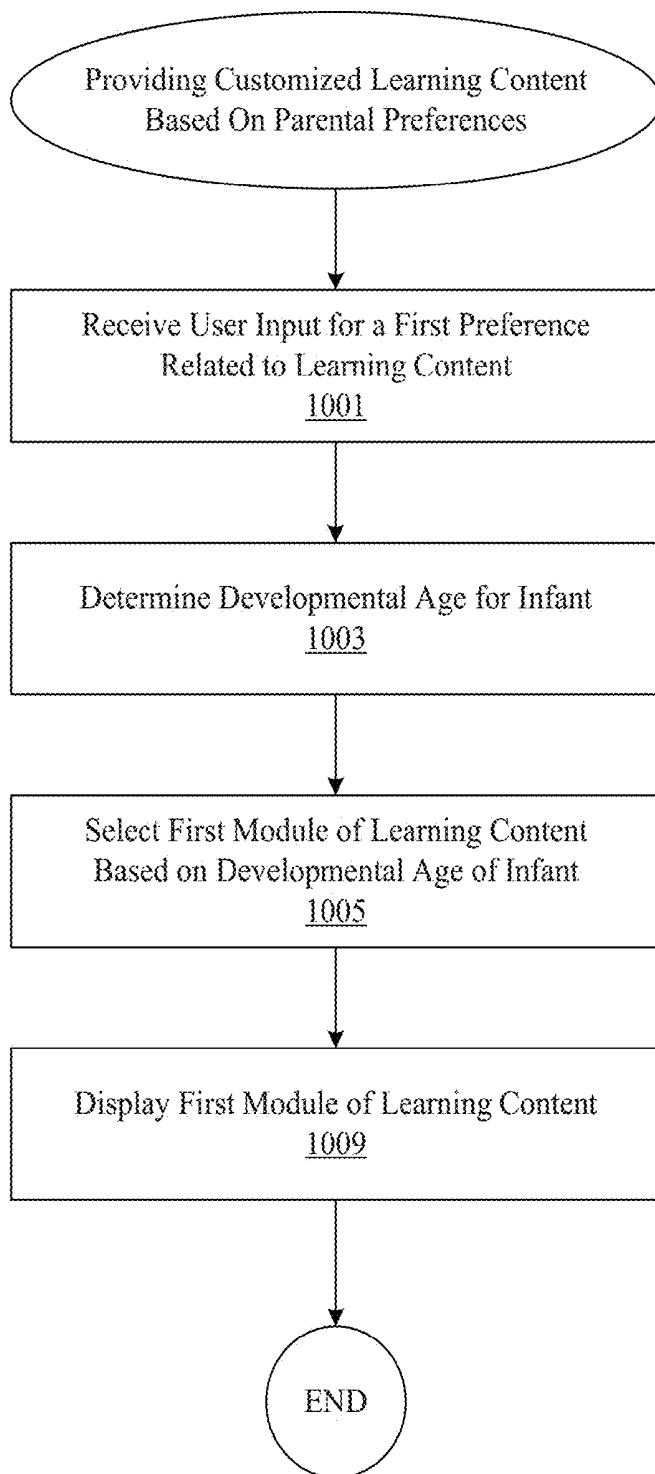 Providing Customized Learning Content
Based On Parental Preferences
Receive User Input for a First Preference
Related to Learning Content
1001
Determine Developmental Age for Infant
1003
Select First Module of Learning Content
Based on Developmental Age of Infant
1005
Display First Module of Learning Content
1009
END